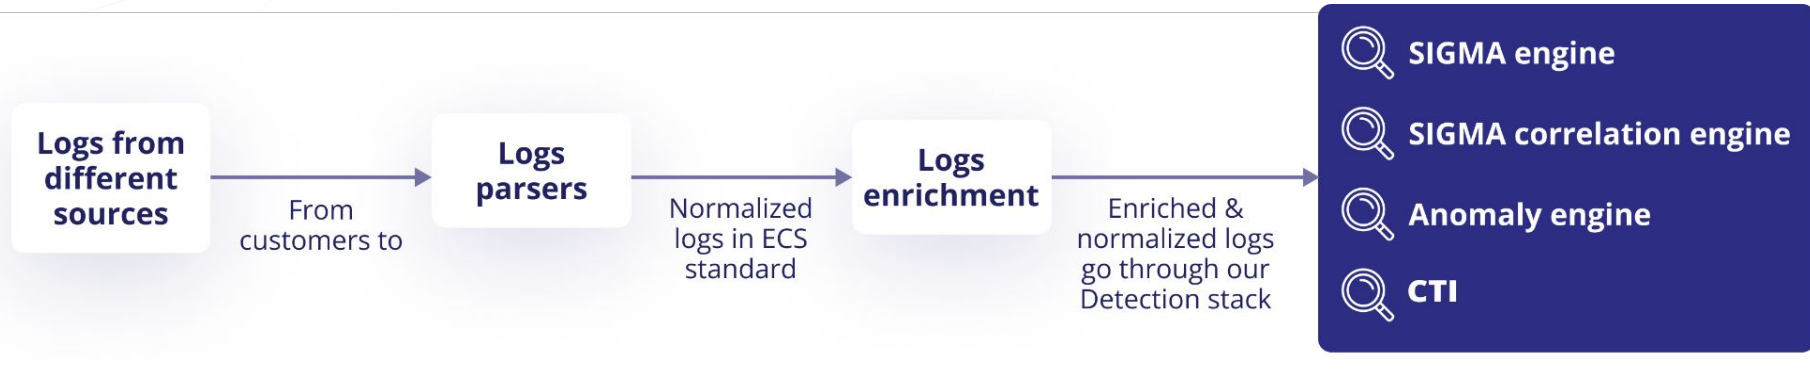 Logs from
different
sources
From
customers to
Logs
parsers
Normalized
logs in ECS
standard
Logs
enrichment
Enriched &
normalized logs
go through our
Detection stack
SIGMA engine
SIGMA correlation engine
Anomaly engine
CTI